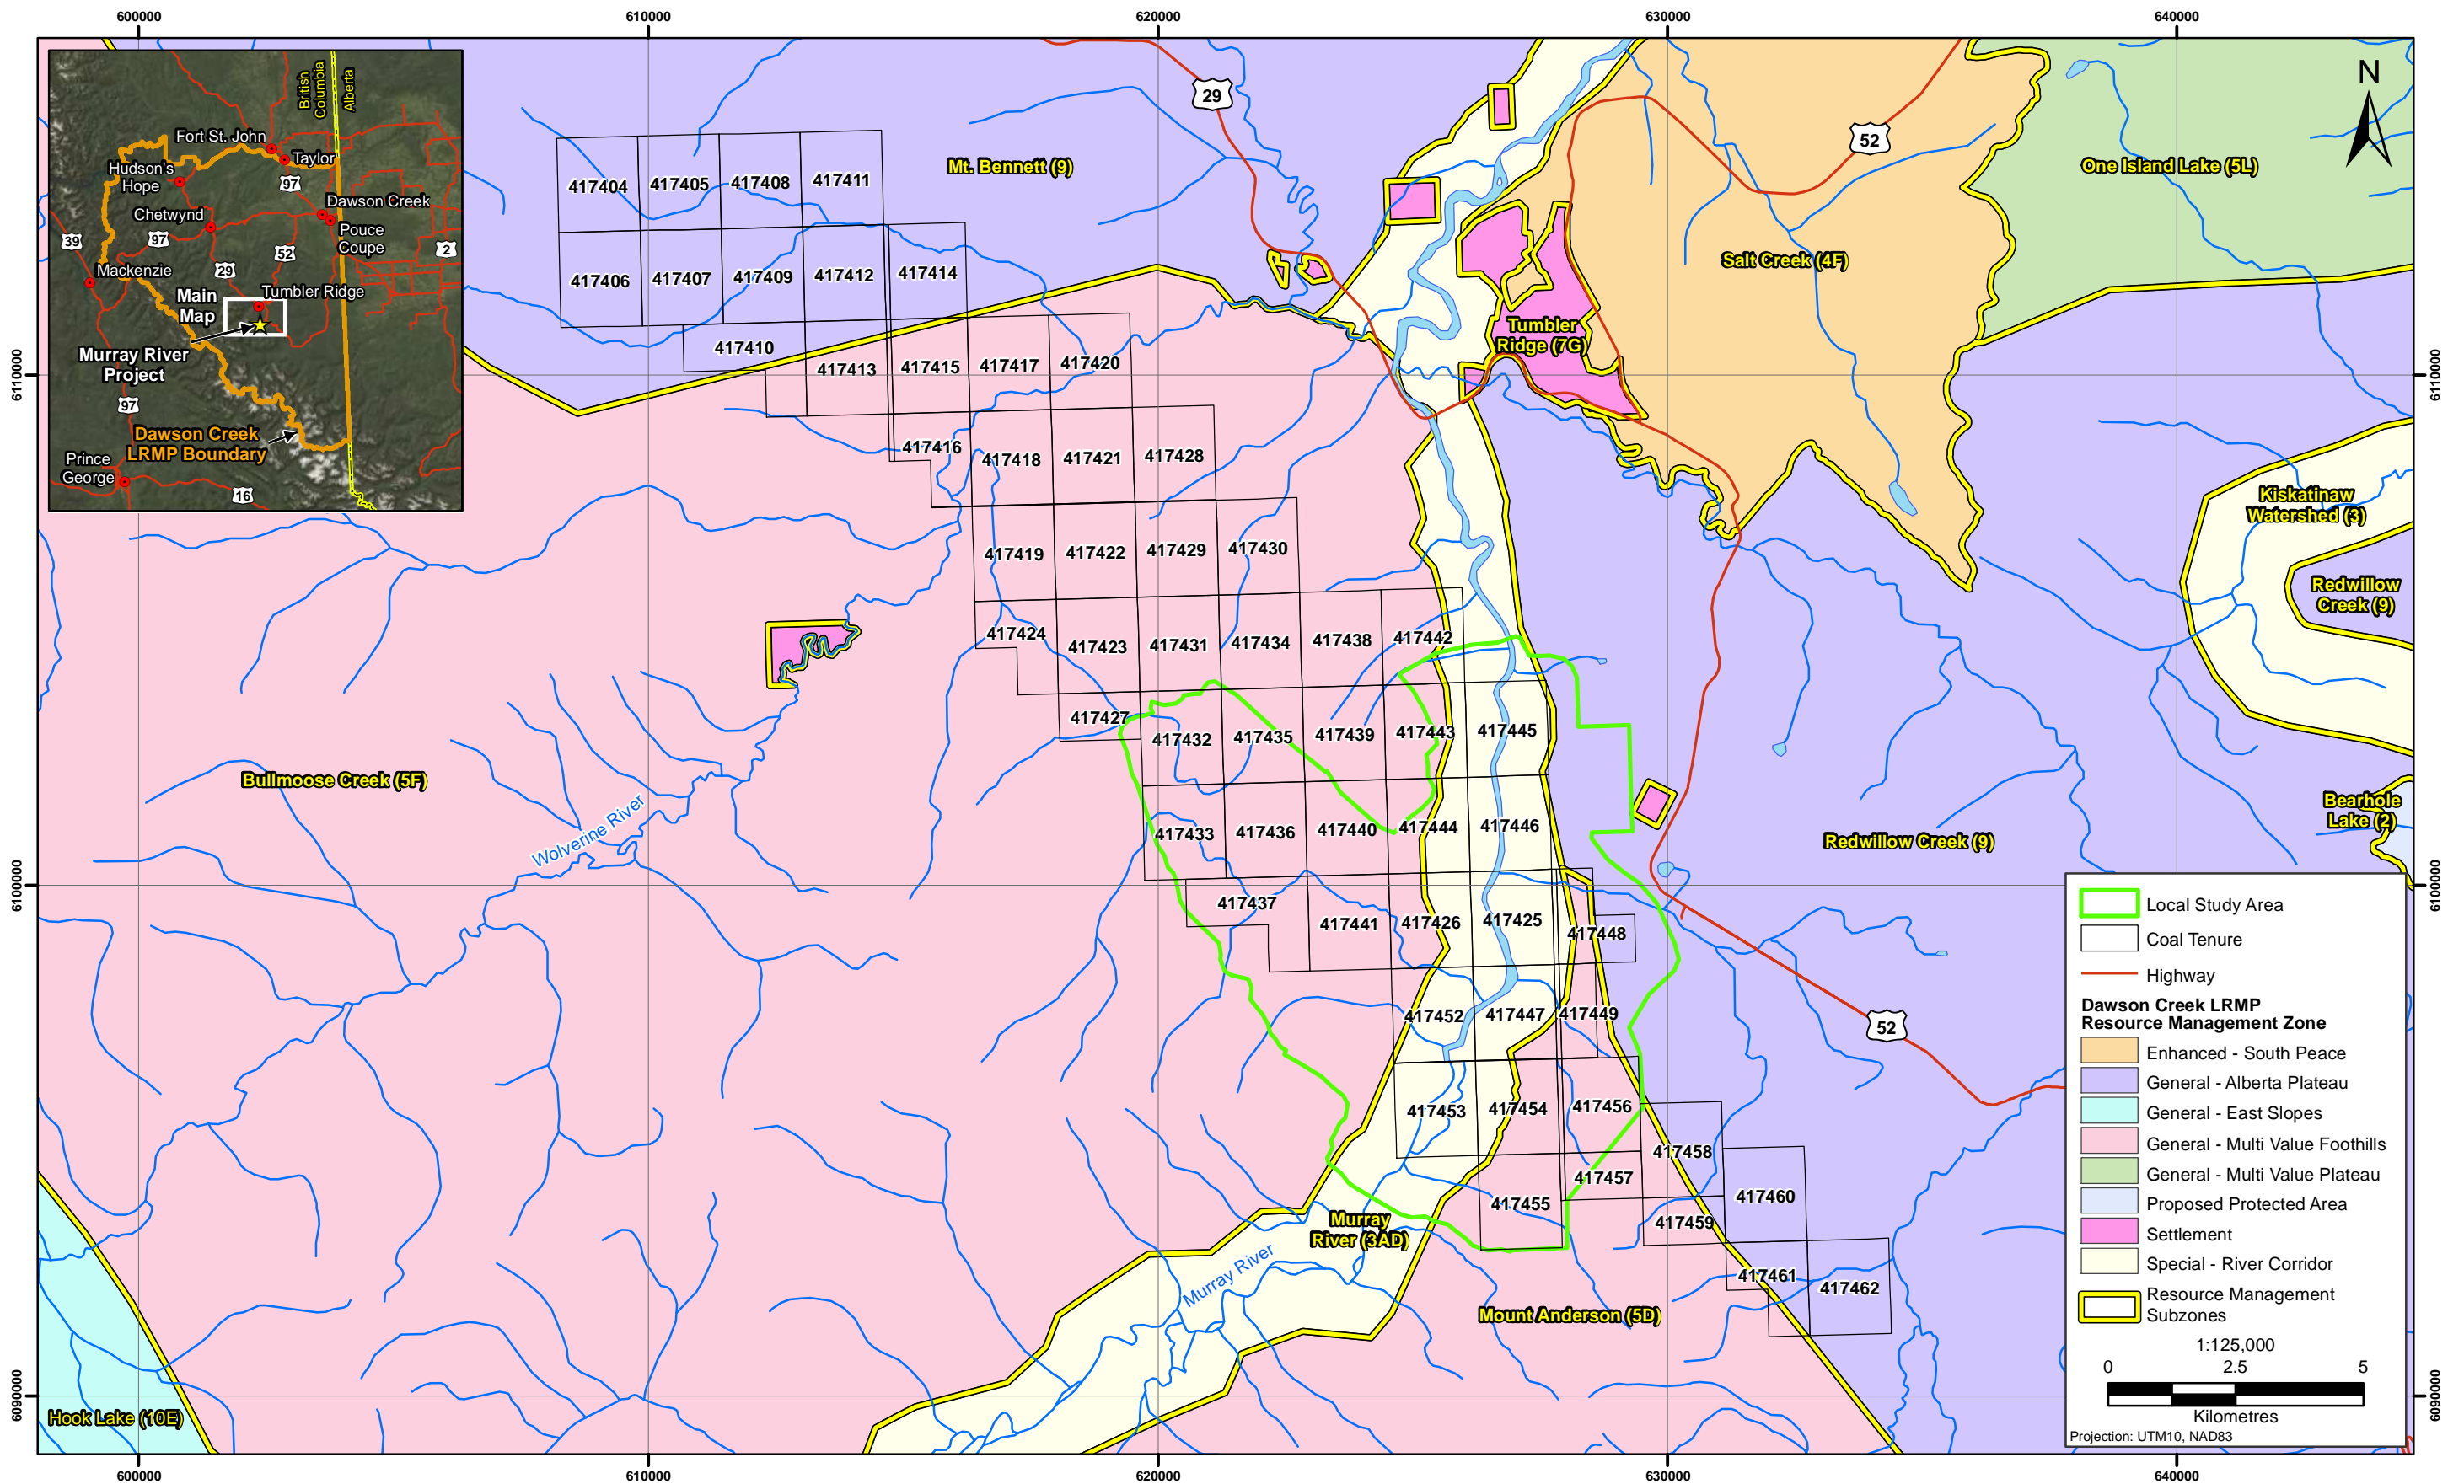 600000
610000
620000
630000
640000
British
Columbia
Alberta
Fort St. John
Taylor
Hudson's
Hope
97
Dawson Creek
Chetwynd
Pouce
Coupe
39
97
52
2
29
Mackenzie
Main
Map
Tumbler Ridge
Murray River
Project
97
Dawson Creek
LRMP Boundary
Prince
George
16
29
52
N
Mt. Bennett (9)
One Island Lake (5L)
Salt Creek (4F)
Tumbler
Ridge (7G)
Kiskatinaw
Watershed (3)
Redwillow
Creek (9)
Bearhole
Lake (2)
Redwillow Creek (9)
Bullmoose Creek (5F)
Wolverine River
Murray
River (3AD)
Murray River
Mount Anderson (5D)
Hook Lake (10E)
52
417404
417405
417408
417411
417406
417407
417409
417412
417414
417410
417413
417415
417417
417420
417416
417418
417421
417428
417419
417422
417429
417430
417424
417423
417431
417434
417438
417442
417427
417432
417435
417439
417443
417445
417433
417436
417440
417444
417446
417437
417441
417426
417425
417448
417452
417447
417449
417453
417454
417456
417458
417455
417457
417459
417460
417461
417462
6110000
6100000
6090000
6110000
6100000
6090000
Local Study Area
Coal Tenure
Highway
Dawson Creek LRMP
Resource Management Zone
Enhanced - South Peace
General - Alberta Plateau
General - East Slopes
General - Multi Value Foothills
General - Multi Value Plateau
Proposed Protected Area
Settlement
Special - River Corridor
Resource Management
Subzones
1:125,000
0
2.5
5
Kilometres
Projection: UTM10, NAD83
600000
610000
620000
630000
640000